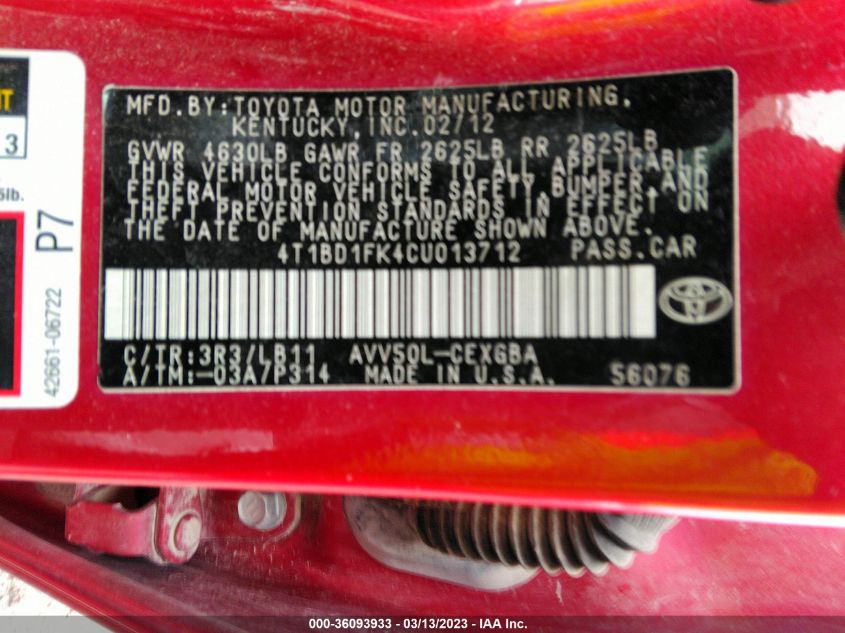 MFD.BY:TOYOTA MOTOR MANUFACTURING,
KENTUCKY,INC.02/12
GVWR 4630LB GAWR FR 2625LB RR 2625LB
THIS VEHICLE CONFORMS TO ALL APPLICABLE
FEDERAL MOTOR VEHICLE SAFETY,BUMPER,AND
THEFT PREVENTION STANDARDS IN EFFECT ON
THE DATE OF MANUFACTURE SHOWN ABOVE.
4T1BD1FK4CU013712 PASS.CAR
C/TR:3R3/LB11 AVV50L-CEXGBA
A/TM:-03A/P314 MADE IN U.S.A. 56076
3
lb.
P7
42661-06722
000-36093933 - 03/13/2023 - IAA Inc.